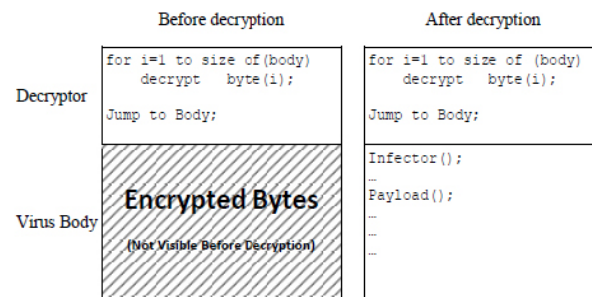 Before decryption
After decryption
Decryptor
for i=1 to size of(body)
decrypt byte(i);
Jump to Body;
for i=1 to size of (body)
decrypt byte(i);
Jump to Body;
Virus Body
Encrypted Bytes
(Not Visible Before Decryption)
Infector();
…
Payload();
…
…
…